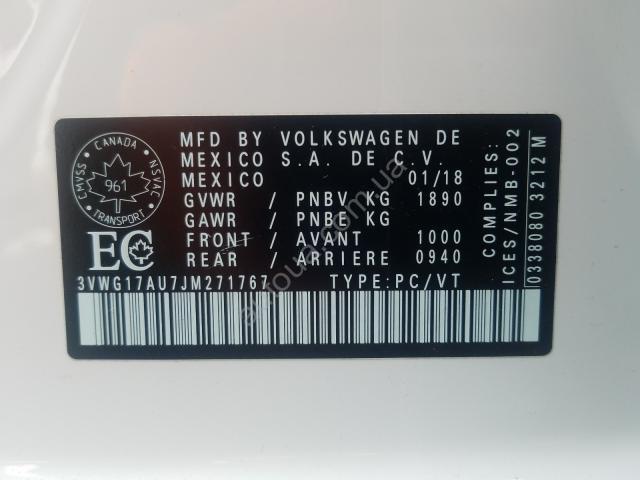 MFD BY VOLKSWAGEN DE
MEXICO S.A. DE C.V.
MEXICO 01/18
GVWR / PNBV KG 1890
GAWR / PNBE KG
FRONT / AVANT 1000
REAR / ARRIERE 0940
3VWG17AU7JM271767 TYPE:PC/VT
CANADA
CMVSS
NSVAC
961
TRANSPORT
EC
COMPLIES:
ICES/NMB-002
0338080 3212 M
autoua.com.ua